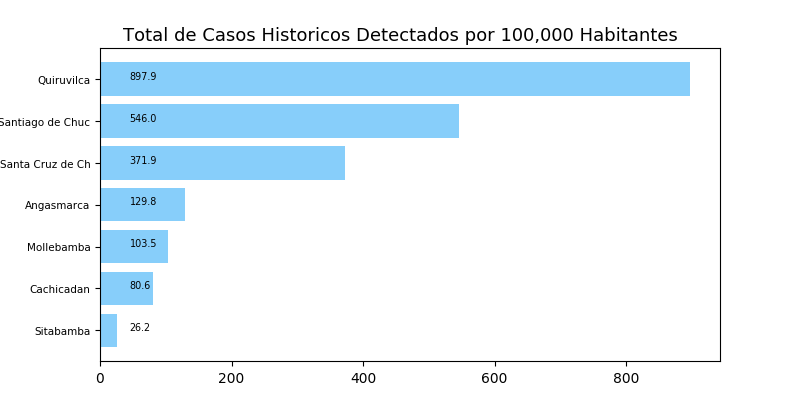 Total de Casos Historicos Detectados por 100,000 Habitantes
Quiruvilca 897.9
Santiago de Chuc 546.0
Santa Cruz de Ch 371.9
Angasmarca 129.8
Mollebamba 103.5
Cachicadan 80.6
Sitabamba 26.2
0 200 400 600 800